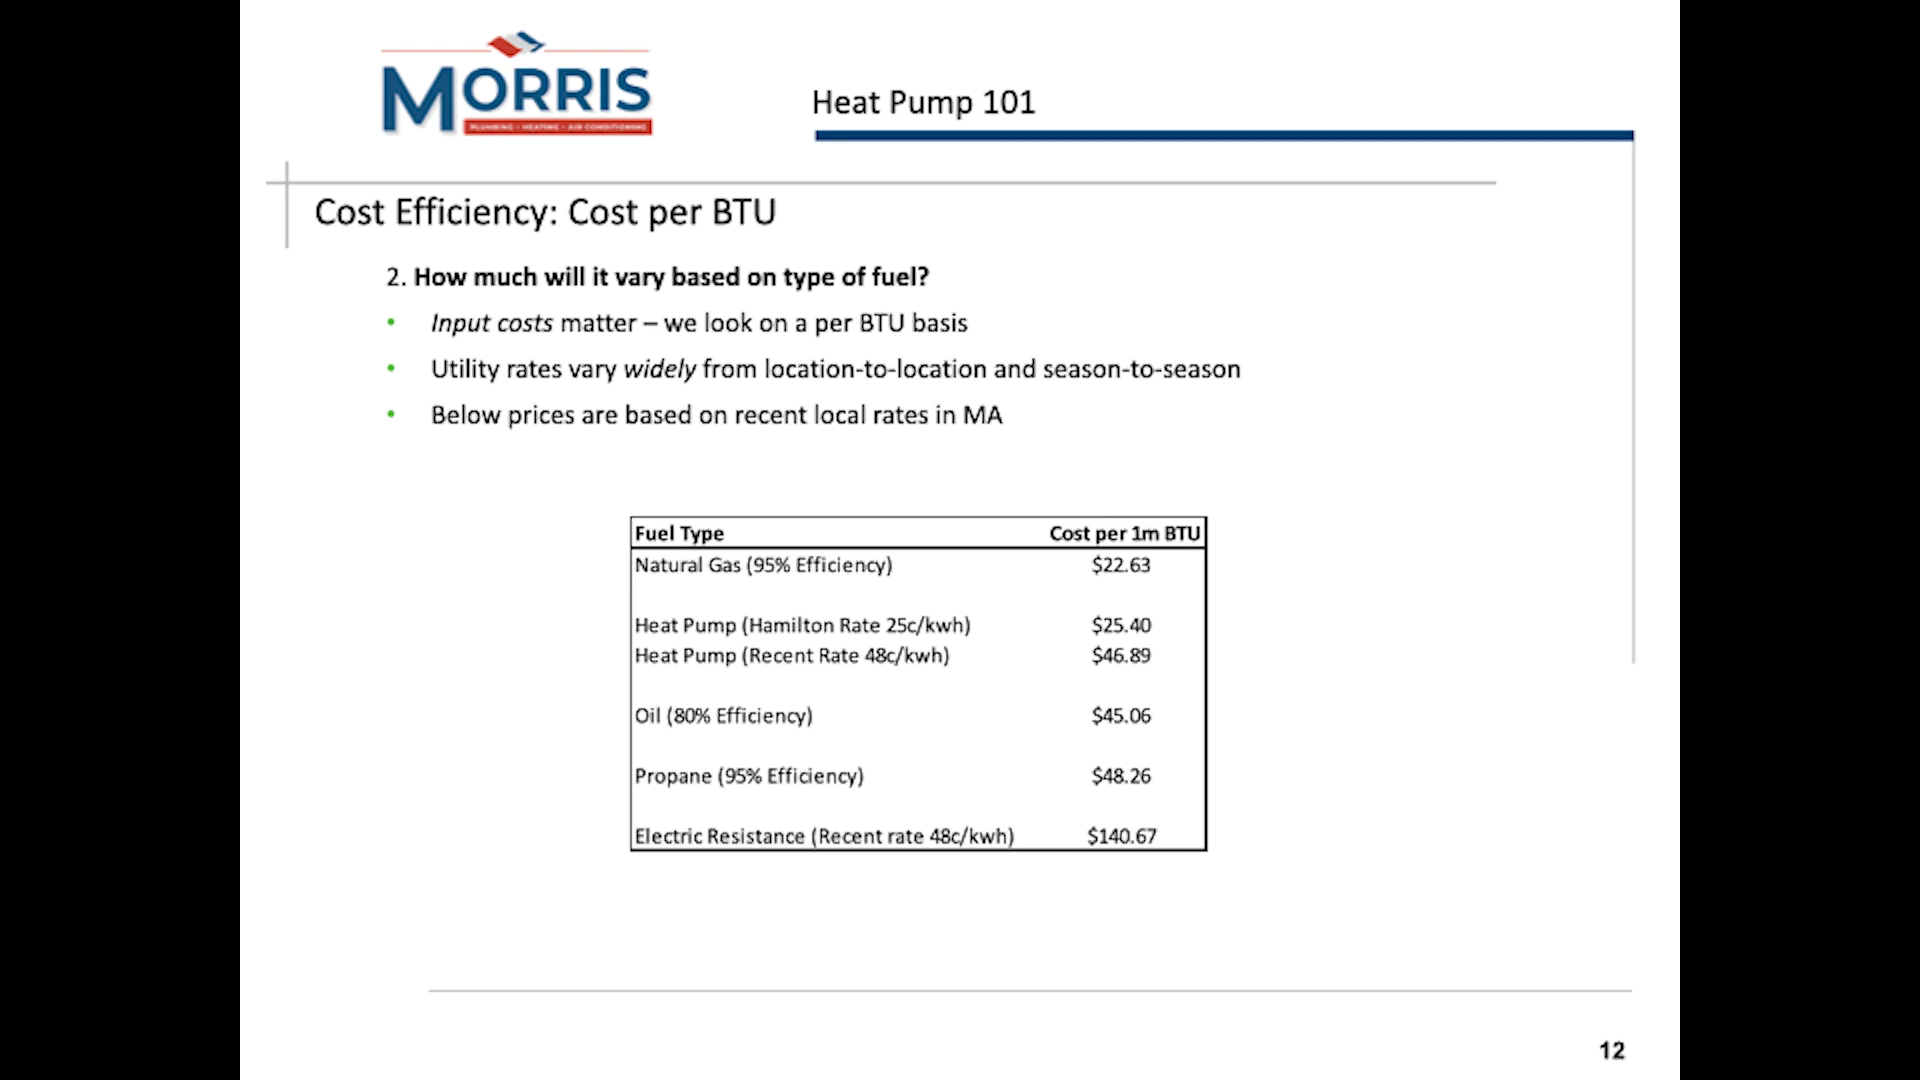 MORRIS
PLUMBING • HEATING • AIR CONDITIONING
Heat Pump 101
Cost Efficiency: Cost per BTU
2. How much will it vary based on type of fuel?
• Input costs matter – we look on a per BTU basis
• Utility rates vary widely from location-to-location and season-to-season
• Below prices are based on recent local rates in MA
Fuel Type Cost per 1m BTU
Natural Gas (95% Efficiency) $22.63
Heat Pump (Hamilton Rate 25c/kwh) $25.40
Heat Pump (Recent Rate 48c/kwh) $46.89
Oil (80% Efficiency) $45.06
Propane (95% Efficiency) $48.26
Electric Resistance (Recent rate 48c/kwh) $140.67
12